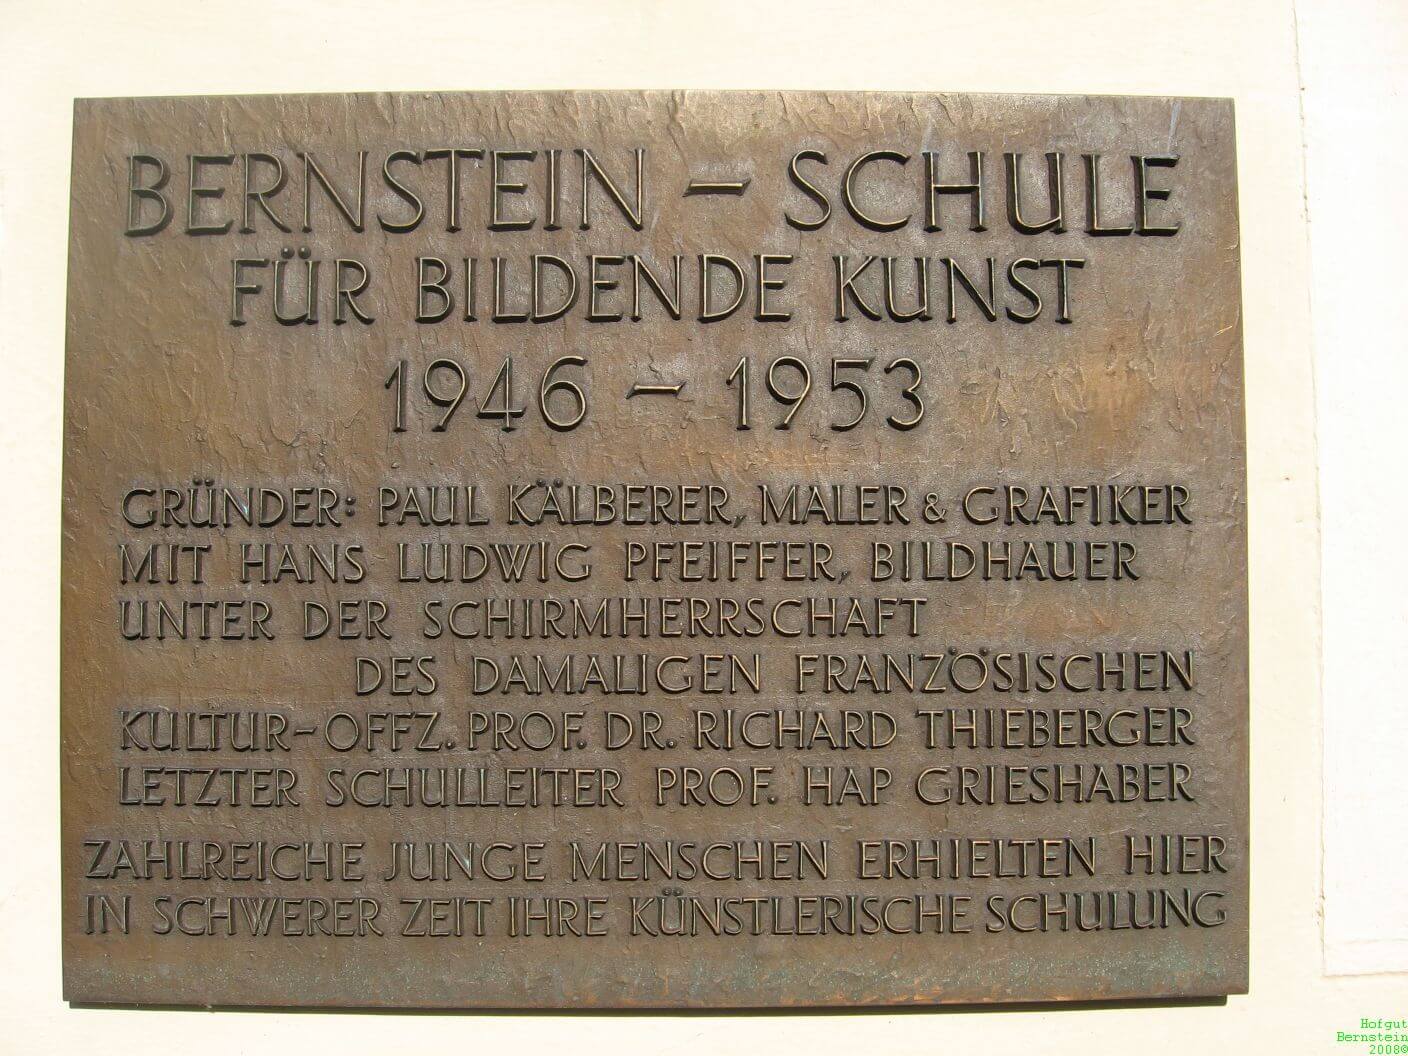 BERNSTEIN – SCHULE
FÜR BILDENDE KUNST
1946 – 1953
GRÜNDER: PAUL KÄLBERER, MALER & GRAFIKER
MIT HANS LUDWIG PFEIFFER, BILDHAUER
UNTER DER SCHIRMHERRSCHAFT
DES DAMALIGEN FRANZÖSISCHEN
KULTUR-OFFZ. PROF. DR. RICHARD THIEBERGER
LETZTER SCHULLEITER PROF. HAP GRIESHABER
ZAHLREICHE JUNGE MENSCHEN ERHIELTEN HIER
IN SCHWERER ZEIT IHRE KÜNSTLERISCHE SCHULUNG
Hofgut
Bernstein
2008©